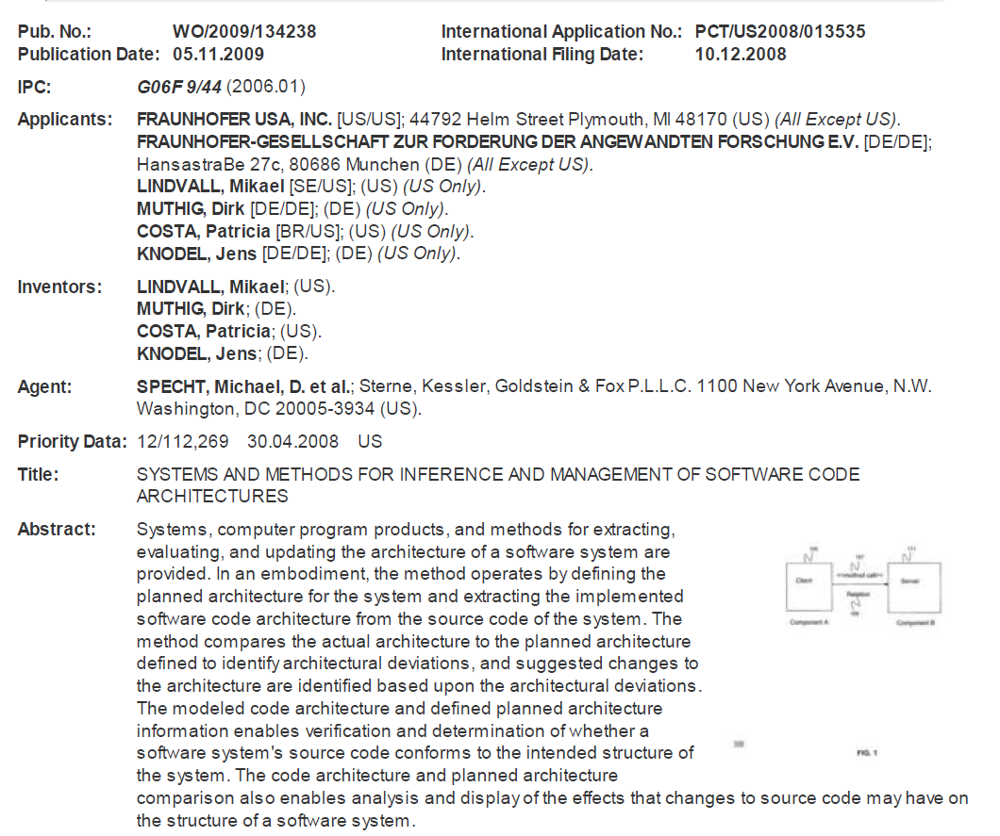 Pub. No.: WO/2009/134238 International Application No.: PCT/US2008/013535
Publication Date: 05.11.2009 International Filing Date: 10.12.2008
IPC: G06F 9/44 (2006.01)
Applicants: FRAUNHOFER USA, INC. [US/US]; 44792 Helm Street Plymouth, MI 48170 (US) (All Except US).
FRAUNHOFER-GESELLSCHAFT ZUR FORDERUNG DER ANGEWANDTEN FORSCHUNG E.V. [DE/DE];
HansastraBe 27c, 80686 Munchen (DE) (All Except US).
LINDVALL, Mikael [SE/US]; (US) (US Only).
MUTHIG, Dirk [DE/DE]; (DE) (US Only).
COSTA, Patricia [BR/US]; (US) (US Only).
KNODEL, Jens [DE/DE]; (DE) (US Only).
Inventors: LINDVALL, Mikael; (US).
MUTHIG, Dirk; (DE).
COSTA, Patricia; (US).
KNODEL, Jens; (DE).
Agent: SPECHT, Michael, D. et al.; Sterne, Kessler, Goldstein & Fox P.L.L.C. 1100 New York Avenue, N.W.
Washington, DC 20005-3934 (US).
Priority Data: 12/112,269 30.04.2008 US
Title: SYSTEMS AND METHODS FOR INFERENCE AND MANAGEMENT OF SOFTWARE CODE
ARCHITECTURES
Abstract: Systems, computer program products, and methods for extracting,
evaluating, and updating the architecture of a software system are
provided. In an embodiment, the method operates by defining the
planned architecture for the system and extracting the implemented
software code architecture from the source code of the system. The
method compares the actual architecture to the planned architecture
defined to identify architectural deviations, and suggested changes to
the architecture are identified based upon the architectural deviations.
The modeled code architecture and defined planned architecture
information enables verification and determination of whether a
software system's source code conforms to the intended structure of
the system. The code architecture and planned architecture
comparison also enables analysis and display of the effects that changes to source code may have on
the structure of a software system.
Client
<<method call>>
Server
Relation
Component A
Component B
FIG. 1